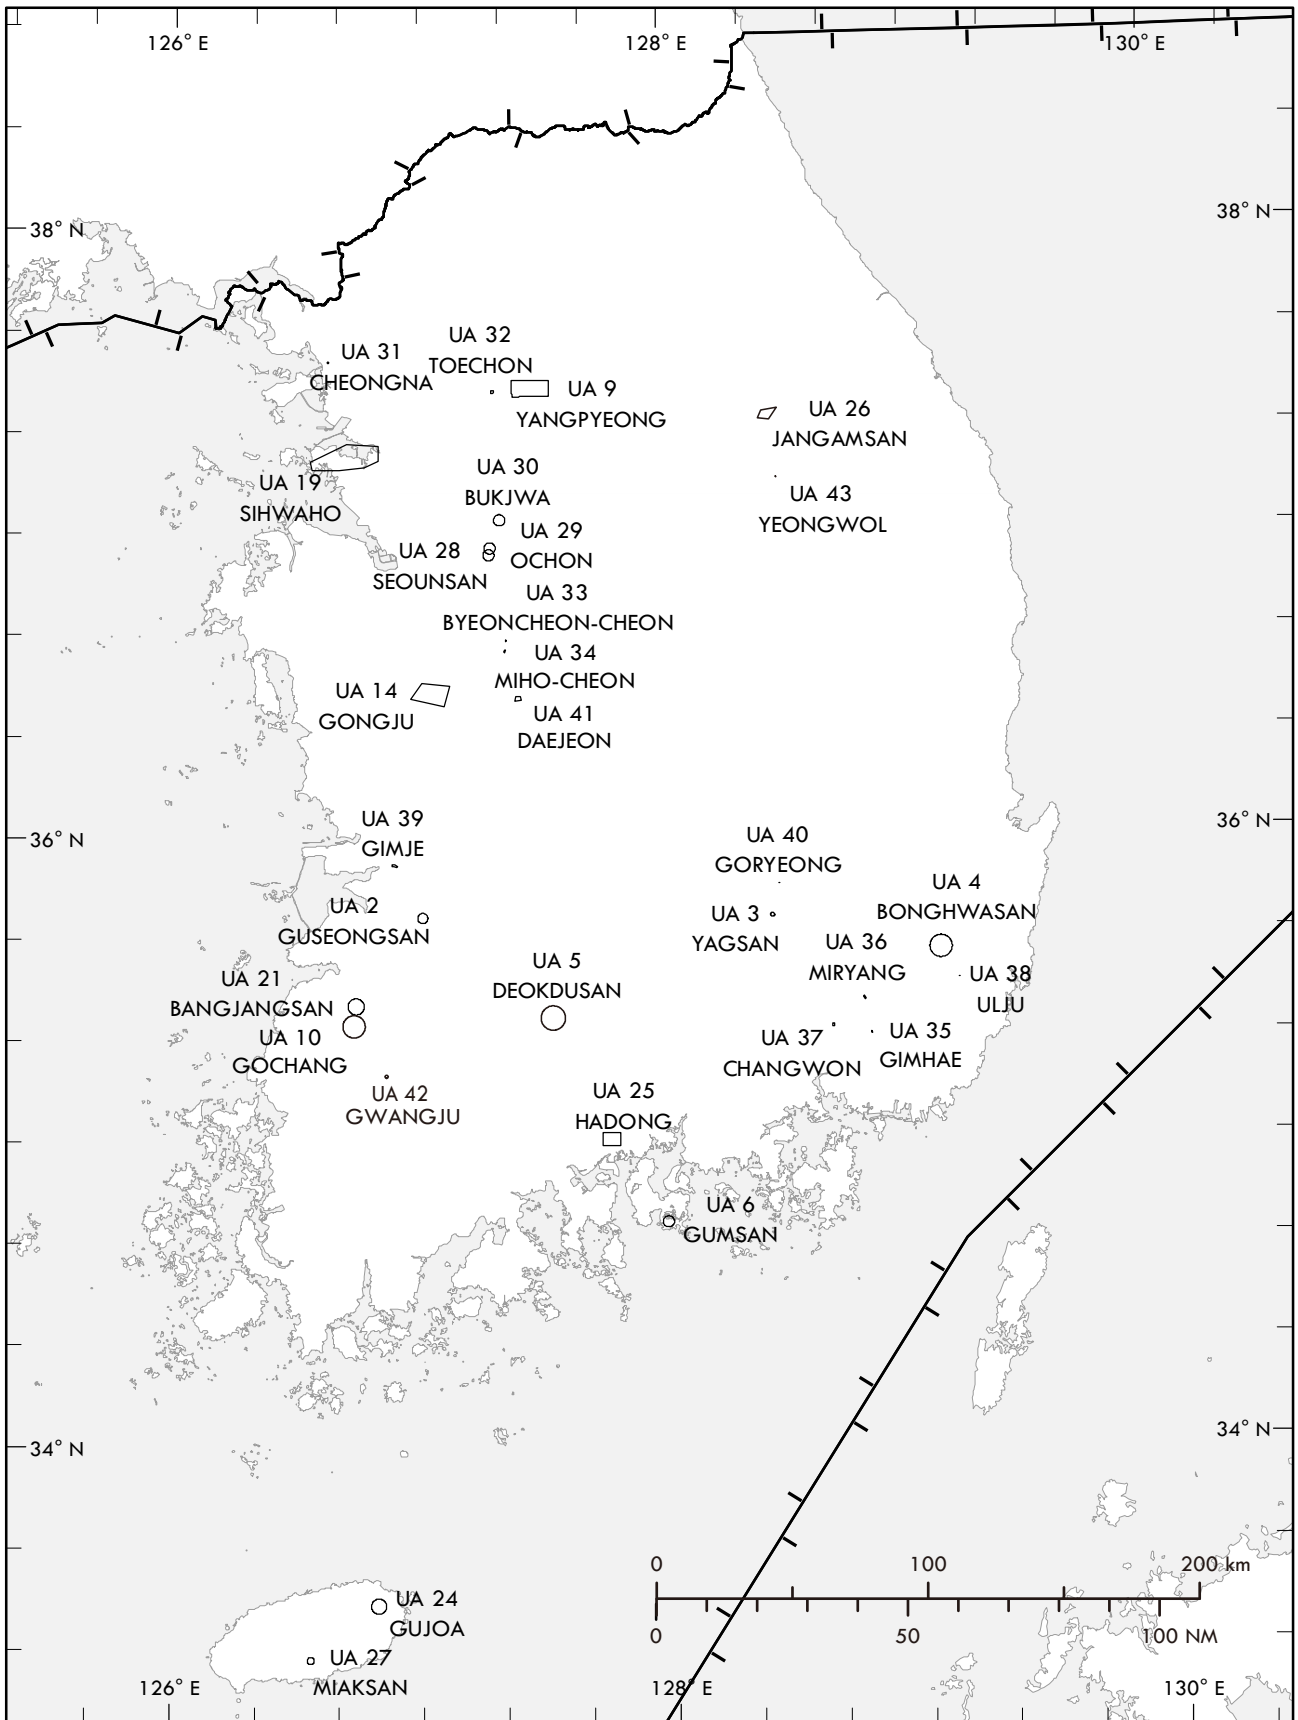 126° E
128° E
130° E
38° N
38° N
UA 32
TOECHON
UA 31
CHEONGNA
UA 9
YANGPYEONG
UA 26
JANGAMSAN
UA 19
SIHWAHO
UA 30
BUKJWA
UA 43
YEONGWOL
UA 29
OCHON
UA 28
SEOUNSAN
UA 33
BYEONCHEON-CHEON
UA 34
MIHO-CHEON
UA 14
GONGJU
UA 41
DAEJEON
36° N
36° N
UA 39
GIMJE
UA 40
GORYEONG
UA 4
BONGHWASAN
UA 2
GUSEONGSAN
UA 3
YAGSAN
UA 36
MIRYANG
UA 21
BANGJANGSAN
UA 5
DEOKDUSAN
UA 38
ULJU
UA 10
GOCHANG
UA 37
CHANGWON
UA 35
GIMHAE
UA 42
GWANGJU
UA 25
HADONG
UA 6
GUMSAN
34° N
34° N
0 100 200 km
0 50 100 NM
UA 24
GUJOA
UA 27
MIAKSAN
126° E
128° E
130° E